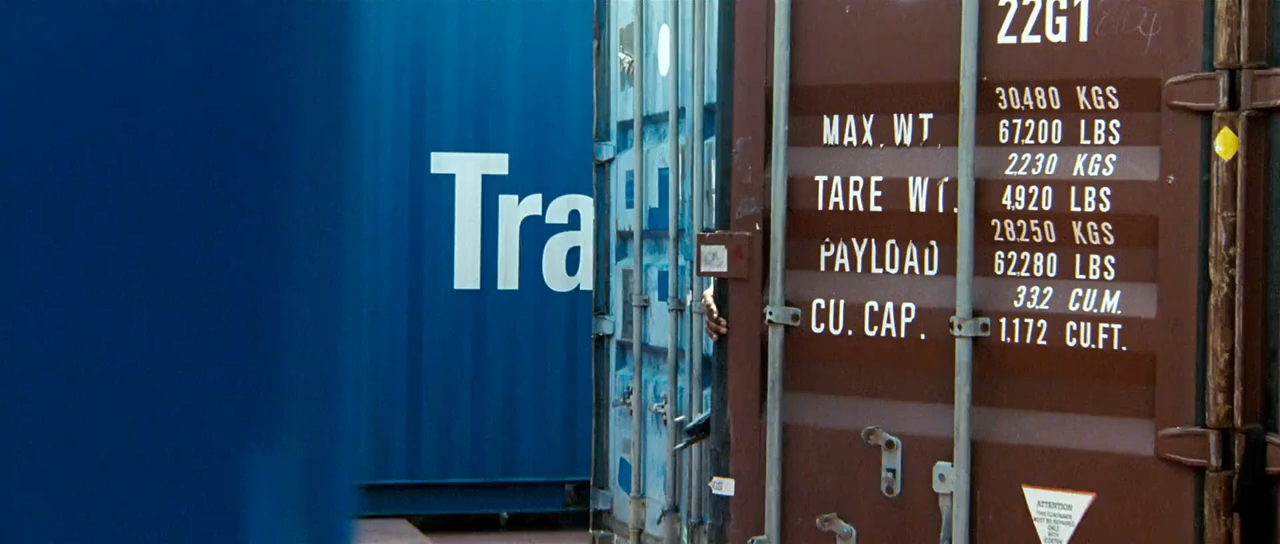 Tra
22G1
30,480 KGS
MAX. WT. 67,200 LBS
2,230 KGS
TARE WT. 4,920 LBS
28,250 KGS
PAYLOAD 62,280 LBS
33.2 CU.M.
CU. CAP. 1,172 CU.FT.
ATTENTION